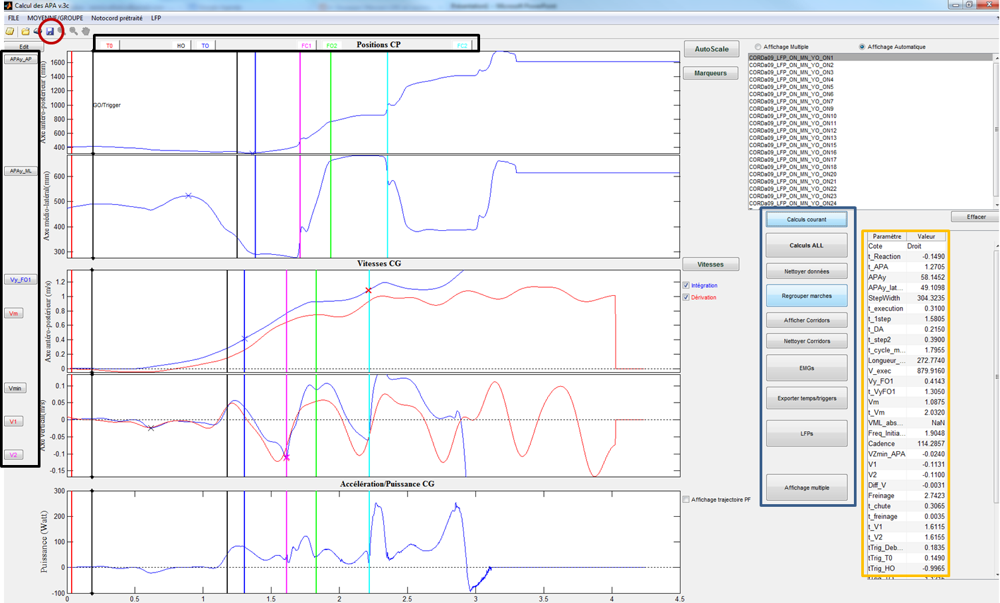 Calcul des APA v.3c
FILE MOYENNE/GROUPE Notocord prétraité LFP
Edit
T0 HO TO FC1 FO2 Positions CP FC2
APAy_AP
APAy_ML
Vy_FO1
Vm
Vmin
V1
V2
Axe antéro-postérieur (mm)
1600
1400
1200
1000
800
600
400
GO/Trigger
Axe médio-latéral(mm)
600
500
400
300
Vitesses CG
Axe antéro-postérieur (m/s)
1.2
1
0.8
0.6
0.4
0.2
0
Axe vertical(m/s)
0.1
0.05
0
-0.05
-0.1
-0.15
Accélération/Puissance CG
Puissance (Watt)
300
200
100
0
-100
0 0.5 1 1.5 2 2.5 3 3.5 4 4.5
AutoScale
Marqueurs
Vitesses
Intégration
Dérivation
Affichage trajectoire PF
Affichage Multiple Affichage Automatique
CORDa09_LFP_ON_MN_YO_ON1
CORDa09_LFP_ON_MN_YO_ON2
CORDa09_LFP_ON_MN_YO_ON3
CORDa09_LFP_ON_MN_YO_ON4
CORDa09_LFP_ON_MN_YO_ON5
CORDa09_LFP_ON_MN_YO_ON6
CORDa09_LFP_ON_MN_YO_ON7
CORDa09_LFP_ON_MN_YO_ON9
CORDa09_LFP_ON_MN_YO_ON10
CORDa09_LFP_ON_MN_YO_ON11
CORDa09_LFP_ON_MN_YO_ON12
CORDa09_LFP_ON_MN_YO_ON13
CORDa09_LFP_ON_MN_YO_ON15
CORDa09_LFP_ON_MN_YO_ON16
CORDa09_LFP_ON_MN_YO_ON17
CORDa09_LFP_ON_MN_YO_ON18
CORDa09_LFP_ON_MN_YO_ON20
CORDa09_LFP_ON_MN_YO_ON21
CORDa09_LFP_ON_MN_YO_ON22
CORDa09_LFP_ON_MN_YO_ON23
CORDa09_LFP_ON_MN_YO_ON24
Effacer
Calculs courant
Calculs ALL
Nettoyer données
Regrouper marches
Afficher Corridors
Nettoyer Corridors
EMGs
Exporter temps/triggers
LFPs
Affichage multiple
Paramètre Valeur
Cote Droit
t_Reaction -0.1490
t_APA 1.2705
APAy 58.1452
APAy_lat... 49.1098
StepWidth 304.3235
t_execution 0.3100
t_1step 1.5805
t_DA 0.2150
t_step2 0.3900
t_cycle_m... 1.7955
Longueur_... 272.7740
V_exec 879.9160
Vy_FO1 0.4143
t_VyFO1 1.3050
Vm 1.0875
t_Vm 2.0320
VML_abs... NaN
Freq_Initia... 1.9048
Cadence 114.2857
VZmin_APA -0.0240
V1 -0.1131
V2 -0.1100
Diff_V -0.0031
Freinage 2.7423
t_chute 0.3065
t_freinage 0.0035
t_V1 1.6115
t_V2 1.6155
tTrig_Deb... 0.1835
tTrig_T0 0.1490
tTrig_HO -0.9965